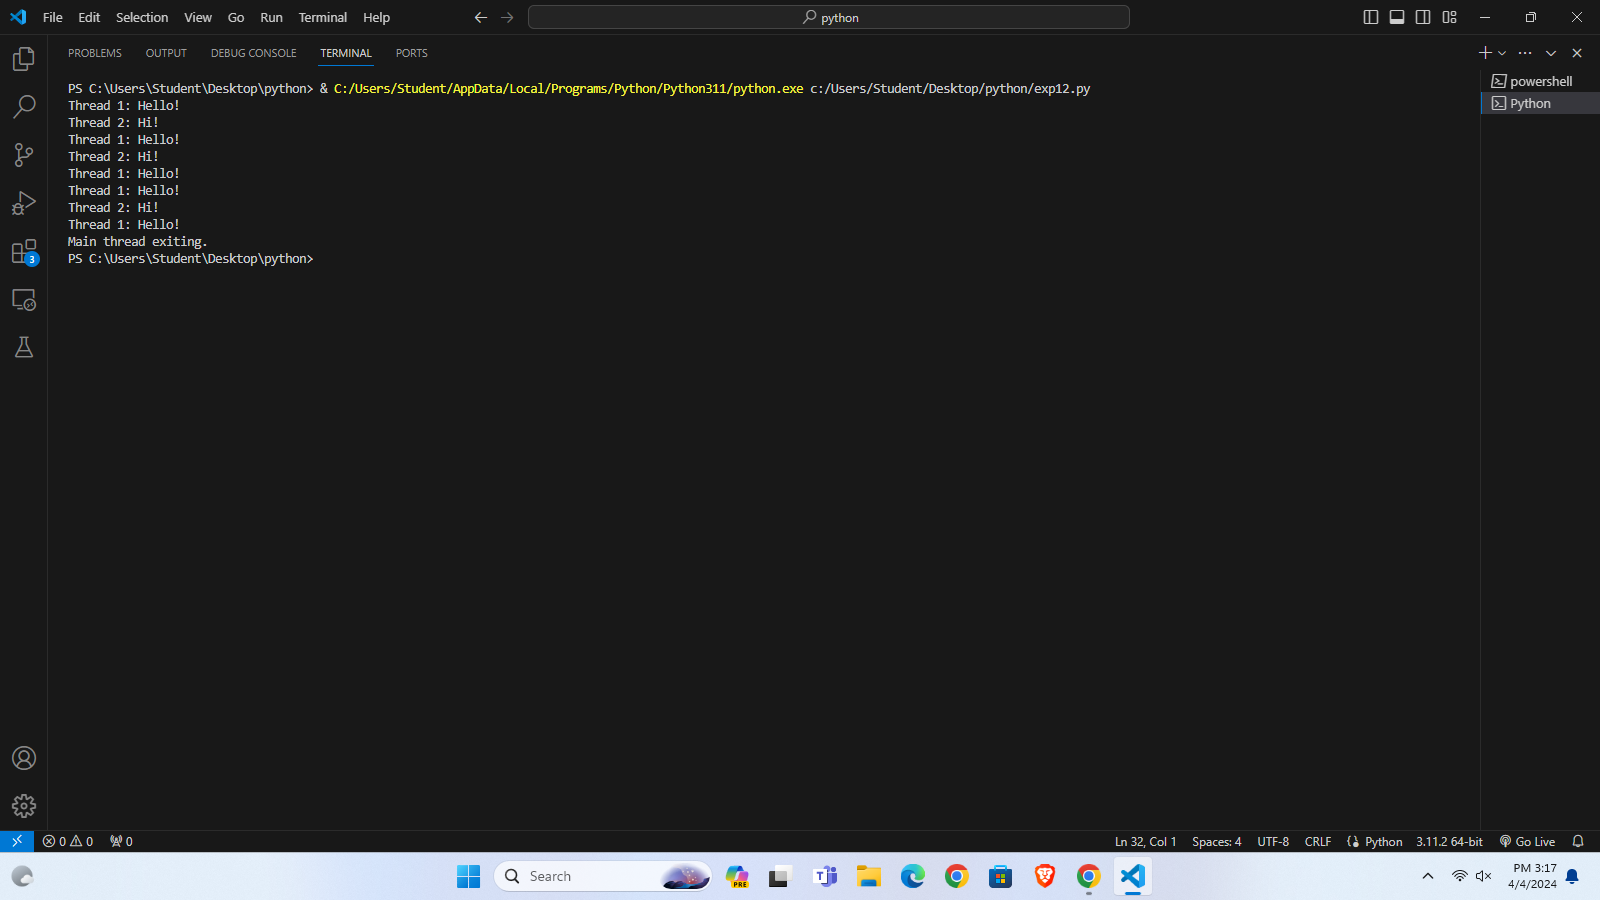 File Edit Selection View Go Run Terminal Help
python
PROBLEMS OUTPUT DEBUG CONSOLE TERMINAL PORTS
PS C:\Users\Student\Desktop\python> & C:/Users/Student/AppData/Local/Programs/Python/Python311/python.exe c:/Users/Student/Desktop/python/exp12.py
Thread 1: Hello!
Thread 2: Hi!
Thread 1: Hello!
Thread 2: Hi!
Thread 1: Hello!
Thread 1: Hello!
Thread 2: Hi!
Thread 1: Hello!
Main thread exiting.
PS C:\Users\Student\Desktop\python>
powershell
Python
3
0 0 0
Ln 32, Col 1 Spaces: 4 UTF-8 CRLF Python 3.11.2 64-bit Go Live
Search
PRE
PM 3:17
4/4/2024